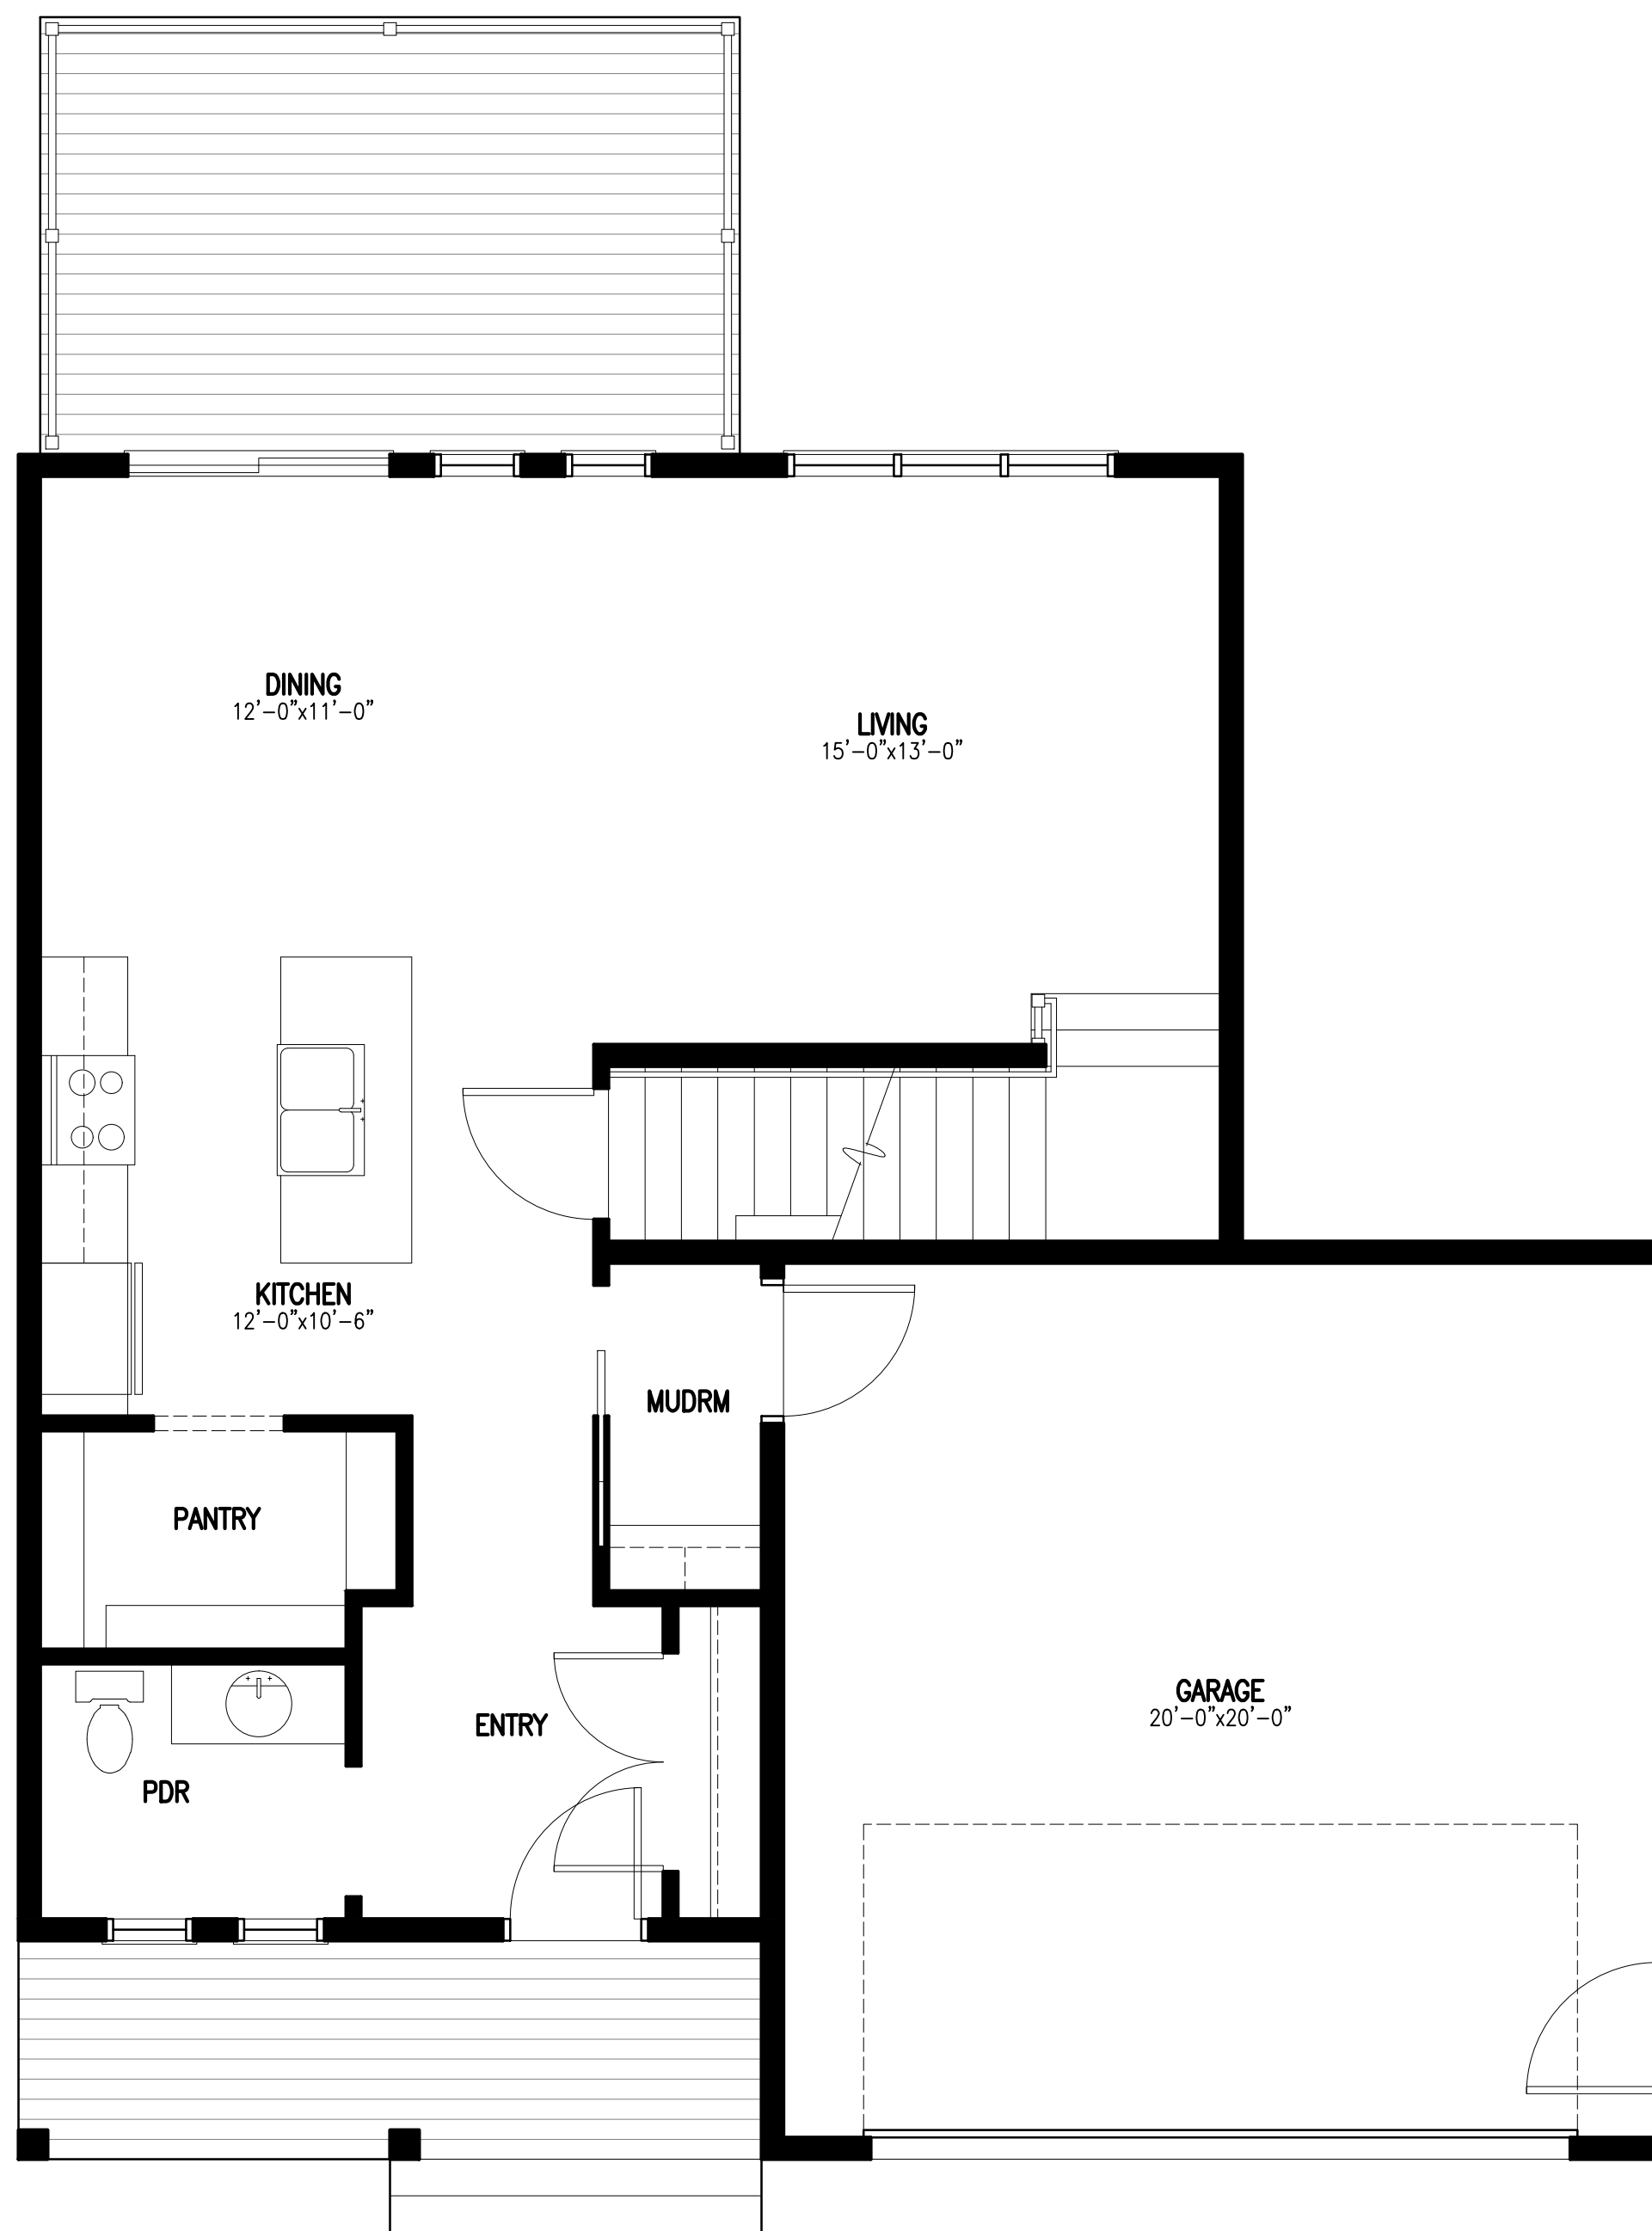 DINING
12'-0"x11'-0"
LIVING
15'-0"x13'-0"
KITCHEN
12'-0"x10'-6"
MUDRM
PANTRY
GARAGE
20'-0"x20'-0"
ENTRY
PDR